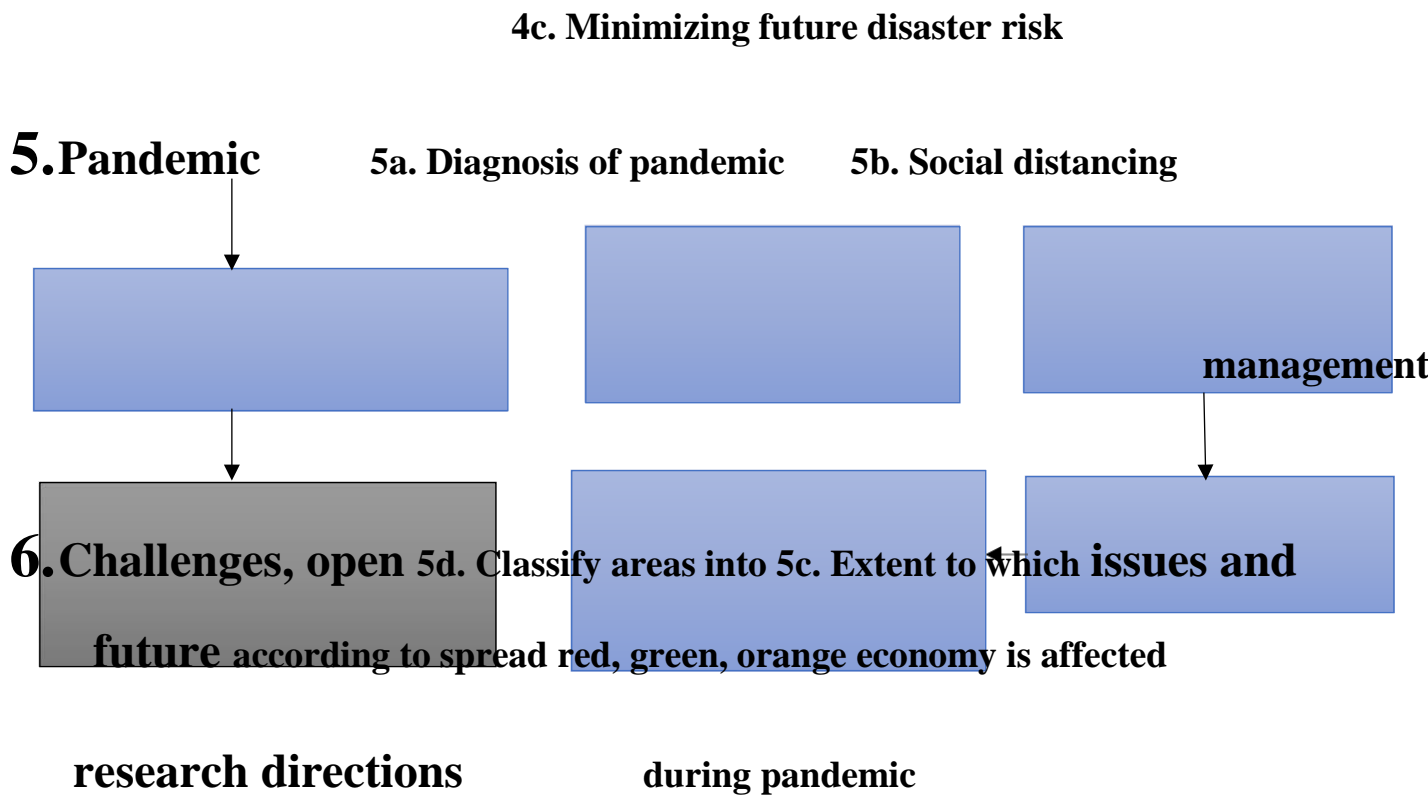 4c. Minimizing future disaster risk
5. Pandemic 5a. Diagnosis of pandemic 5b. Social distancing
management
6. Challenges, open 5d. Classify areas into 5c. Extent to which issues and
future according to spread red, green, orange economy is affected
research directions during pandemic